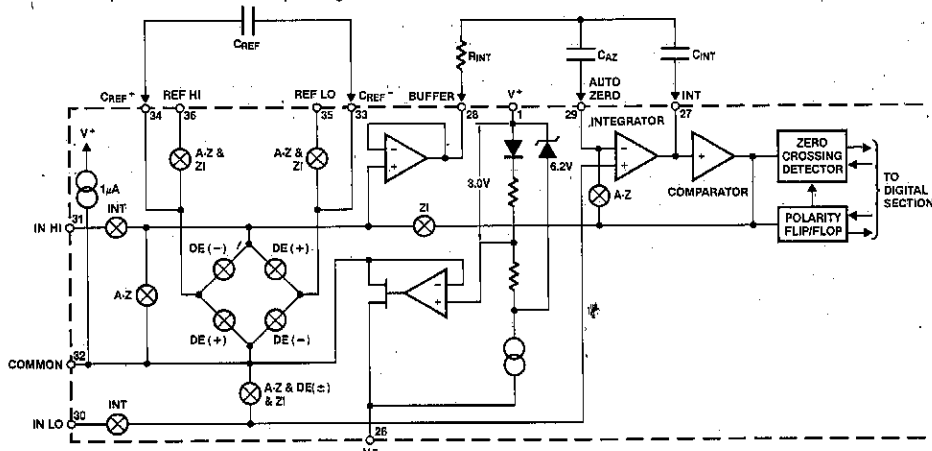 CREF
RINT
CAZ
CINT
CREF+
REF HI
REF LO
CREF-
BUFFER
V+
AUTO
ZERO
INT
34
36
35
33
28
1
29
27
V+
1μA
A-Z &
ZI
A-Z &
ZI
-
+
3.0V
6.2V
INTEGRATOR
-
+
+
COMPARATOR
A-Z
ZERO
CROSSING
DETECTOR
POLARITY
FLIP/FLOP
TO
DIGITAL
SECTION
IN HI
31
INT
ZI
DE(-)
DE(+)
A-Z
DE(+)
DE(-)
-
+
COMMON
32
A-Z & DE(±)
& ZI
IN LO
30
INT
26